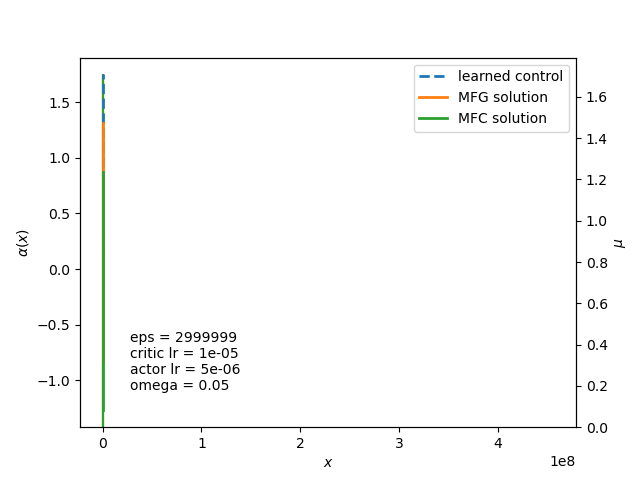 learned control
MFG solution
MFC solution
1.5
1.0
0.5
0.0
−0.5
−1.0
α(x)
1.6
1.4
1.2
1.0
0.8
0.6
0.4
0.2
0.0
μ
eps = 2999999
critic lr = 1e-05
actor lr = 5e-06
omega = 0.05
0 1 2 3 4
1e8
x